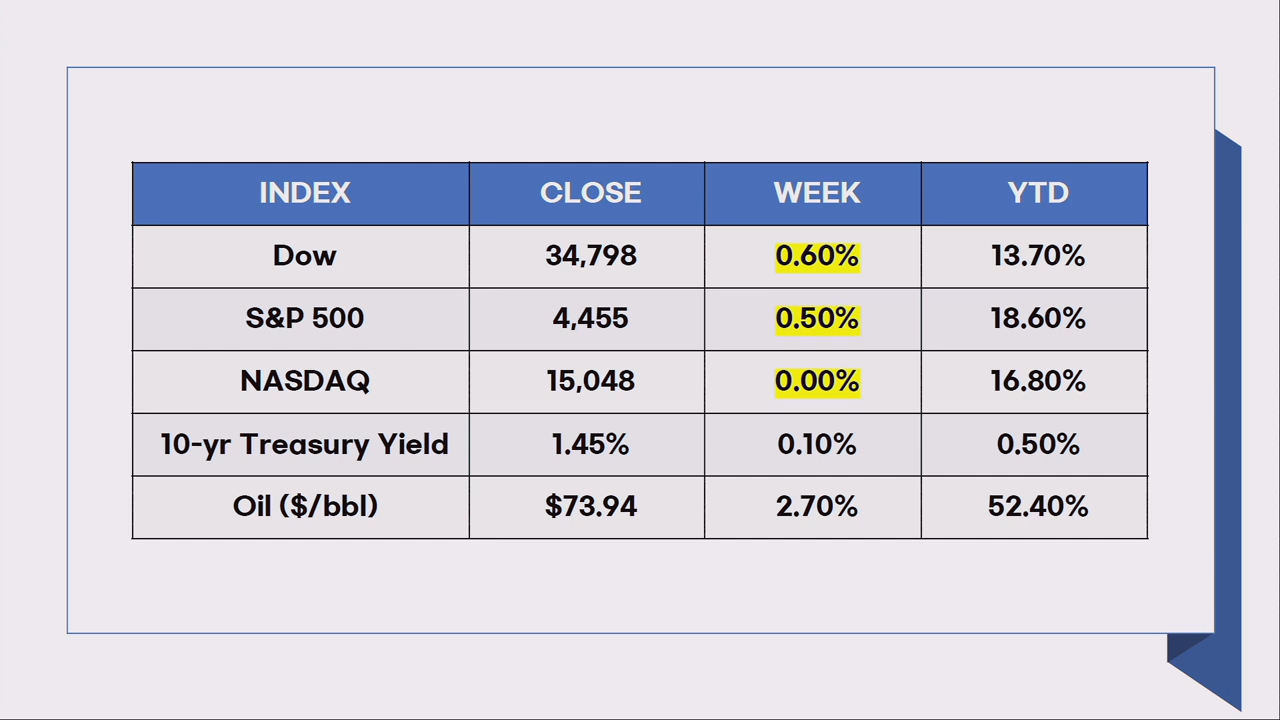 INDEX CLOSE WEEK YTD
Dow 34,798 0.60% 13.70%
S&P 500 4,455 0.50% 18.60%
NASDAQ 15,048 0.00% 16.80%
10-yr Treasury Yield 1.45% 0.10% 0.50%
Oil ($/bbl) $73.94 2.70% 52.40%